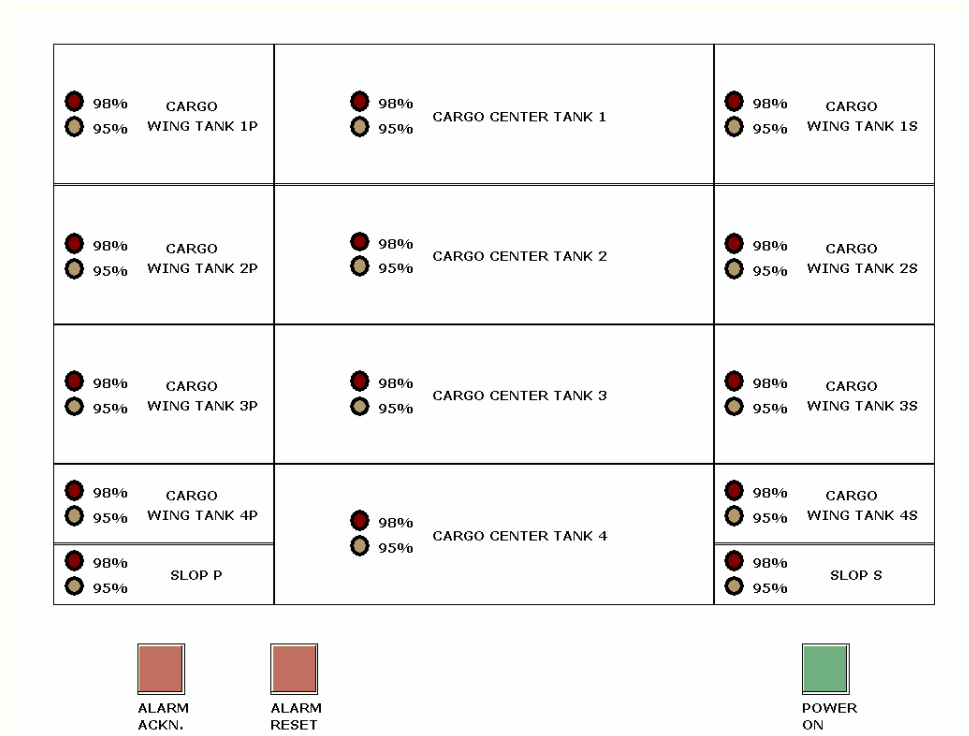 98%
95%
CARGO
WING TANK 1P
98%
95%
CARGO CENTER TANK 1
98%
95%
CARGO
WING TANK 1S
98%
95%
CARGO
WING TANK 2P
98%
95%
CARGO CENTER TANK 2
98%
95%
CARGO
WING TANK 2S
98%
95%
CARGO
WING TANK 3P
98%
95%
CARGO CENTER TANK 3
98%
95%
CARGO
WING TANK 3S
98%
95%
CARGO
WING TANK 4P
98%
95%
CARGO CENTER TANK 4
98%
95%
CARGO
WING TANK 4S
98%
95%
SLOP P
98%
95%
SLOP S
ALARM
ACKN.
ALARM
RESET
POWER
ON